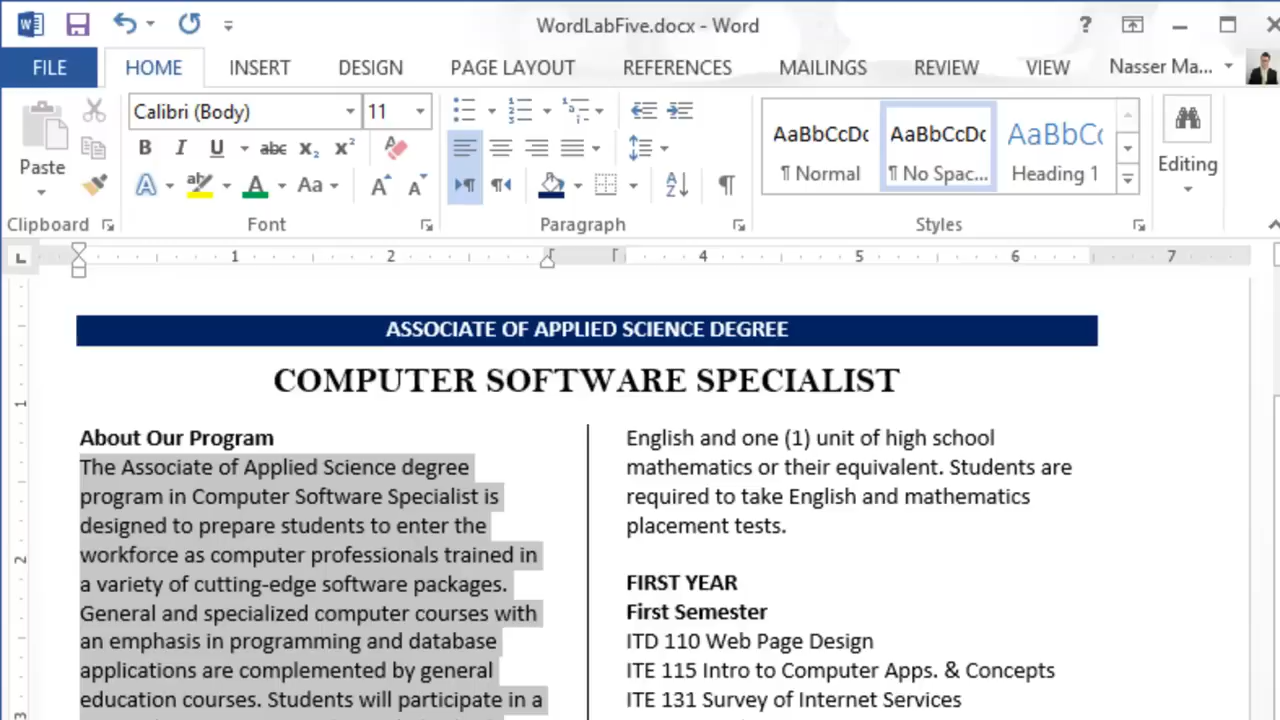 WordLabFive.docx - Word
FILE HOME INSERT DESIGN PAGE LAYOUT REFERENCES MAILINGS REVIEW VIEW Nasser Ma...
Calibri (Body) 11
Paste
AaBbCcDc AaBbCcDc AaBbCc
¶ Normal ¶ No Spac... Heading 1
Editing
Clipboard Font Paragraph Styles
1 2 4 5 6 7
ASSOCIATE OF APPLIED SCIENCE DEGREE
COMPUTER SOFTWARE SPECIALIST
About Our Program
The Associate of Applied Science degree
program in Computer Software Specialist is
designed to prepare students to enter the
workforce as computer professionals trained in
a variety of cutting-edge software packages.
General and specialized computer courses with
an emphasis in programming and database
applications are complemented by general
education courses. Students will participate in a
English and one (1) unit of high school
mathematics or their equivalent. Students are
required to take English and mathematics
placement tests.
FIRST YEAR
First Semester
ITD 110 Web Page Design
ITE 115 Intro to Computer Apps. & Concepts
ITE 131 Survey of Internet Services